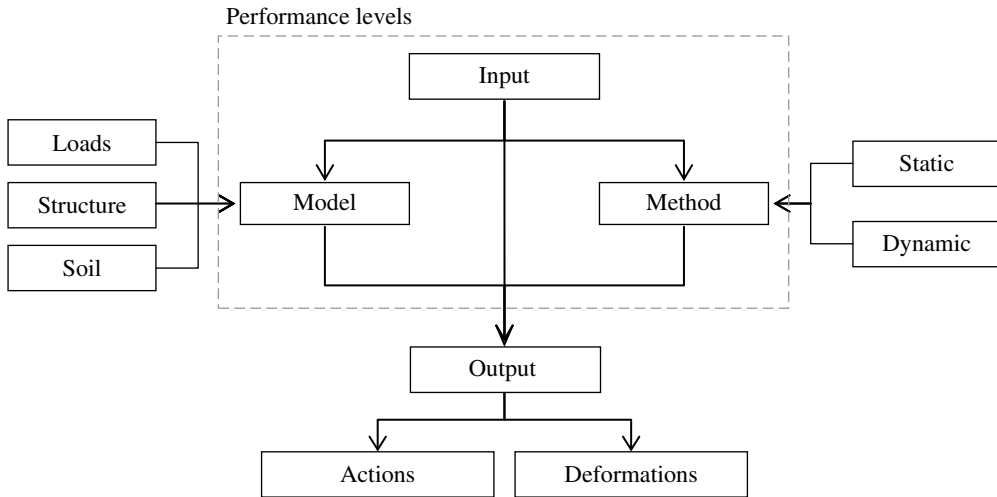 Performance levels
Input
Loads
Structure
Soil
Model
Method
Static
Dynamic
Output
Actions
Deformations